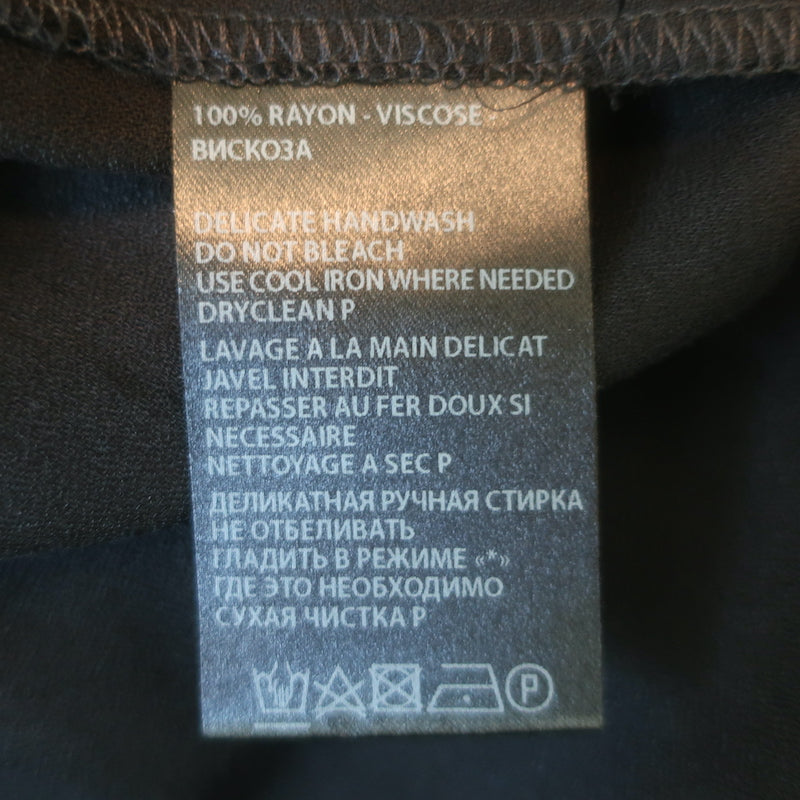 100% RAYON - VISCOSE -
ВИСКОЗА
DELICATE HANDWASH
DO NOT BLEACH
USE COOL IRON WHERE NEEDED
DRYCLEAN P
LAVAGE A LA MAIN DELICAT
JAVEL INTERDIT
REPASSER AU FER DOUX SI
NECESSAIRE
NETTOYAGE A SEC P
ДЕЛИКАТНАЯ РУЧНАЯ СТИРКА
НЕ ОТБЕЛИВАТЬ
ГЛАДИТЬ В РЕЖИМЕ «*»
ГДЕ ЭТО НЕОБХОДИМО
СУХАЯ ЧИСТКА P
P